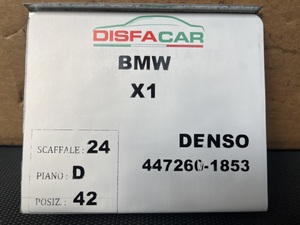 DISFACAR
BMW
X1
SCAFFALE: 24
PIANO: D
POSIZ: 42
DENSO
447260-1853